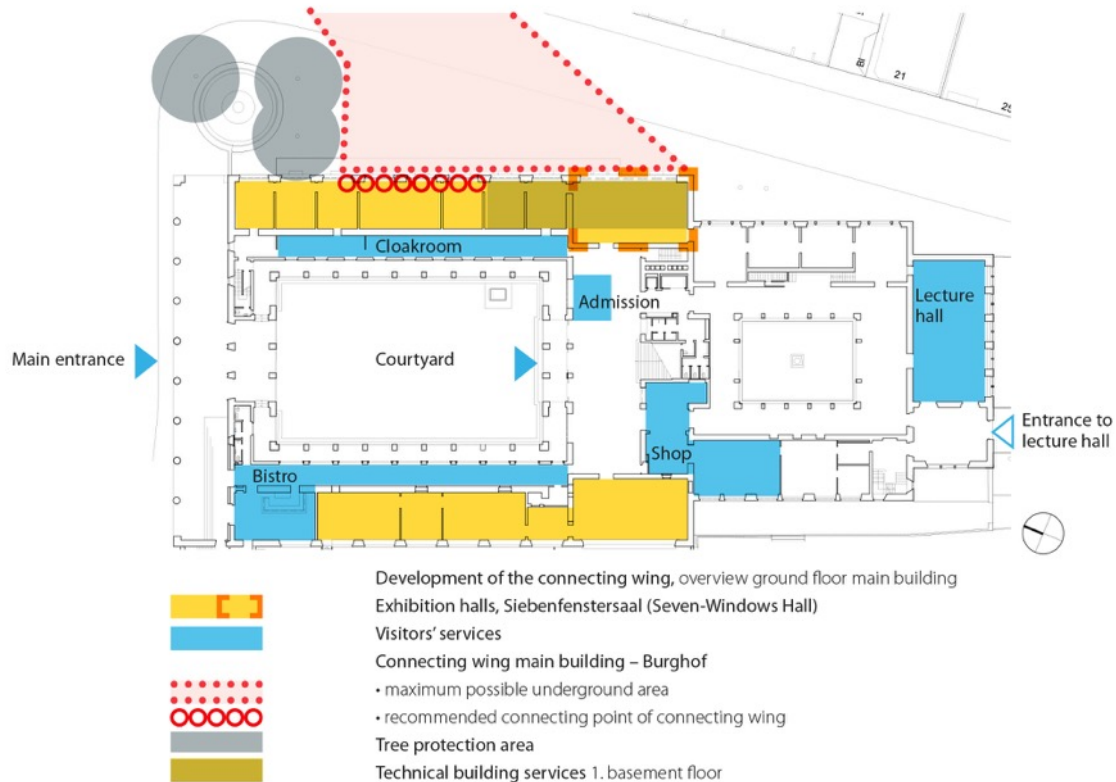 BI
21
25
Cloakroom
Admission
Lecture
hall
Main entrance
Courtyard
Entrance to
lecture hall
Shop
Bistro
Development of the connecting wing, overview ground floor main building
Exhibition halls, Siebenfenstersaal (Seven-Windows Hall)
Visitors' services
Connecting wing main building – Burghof
• maximum possible underground area
• recommended connecting point of connecting wing
Tree protection area
Technical building services 1. basement floor